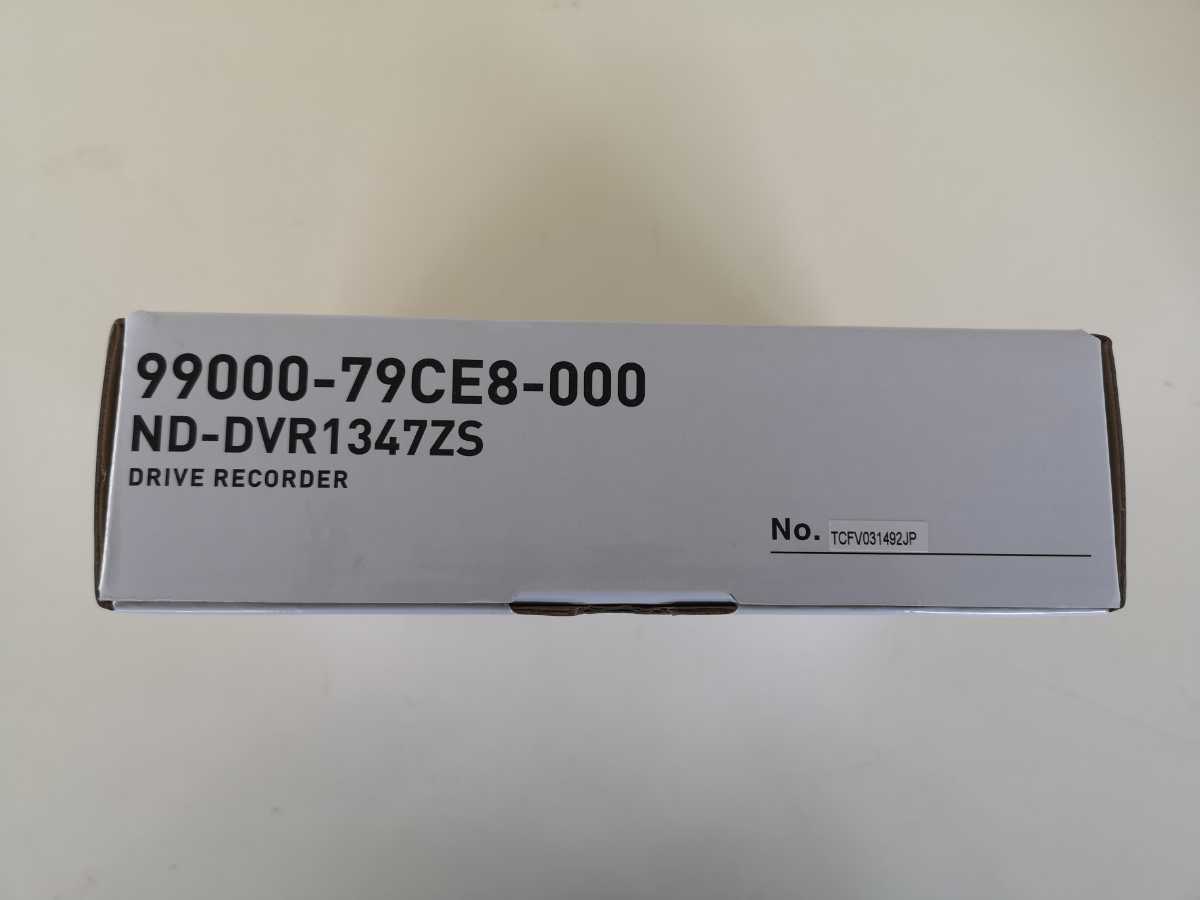 99000-79CE8-000
ND-DVR1347ZS
DRIVE RECORDER
No. TCFV031492JP